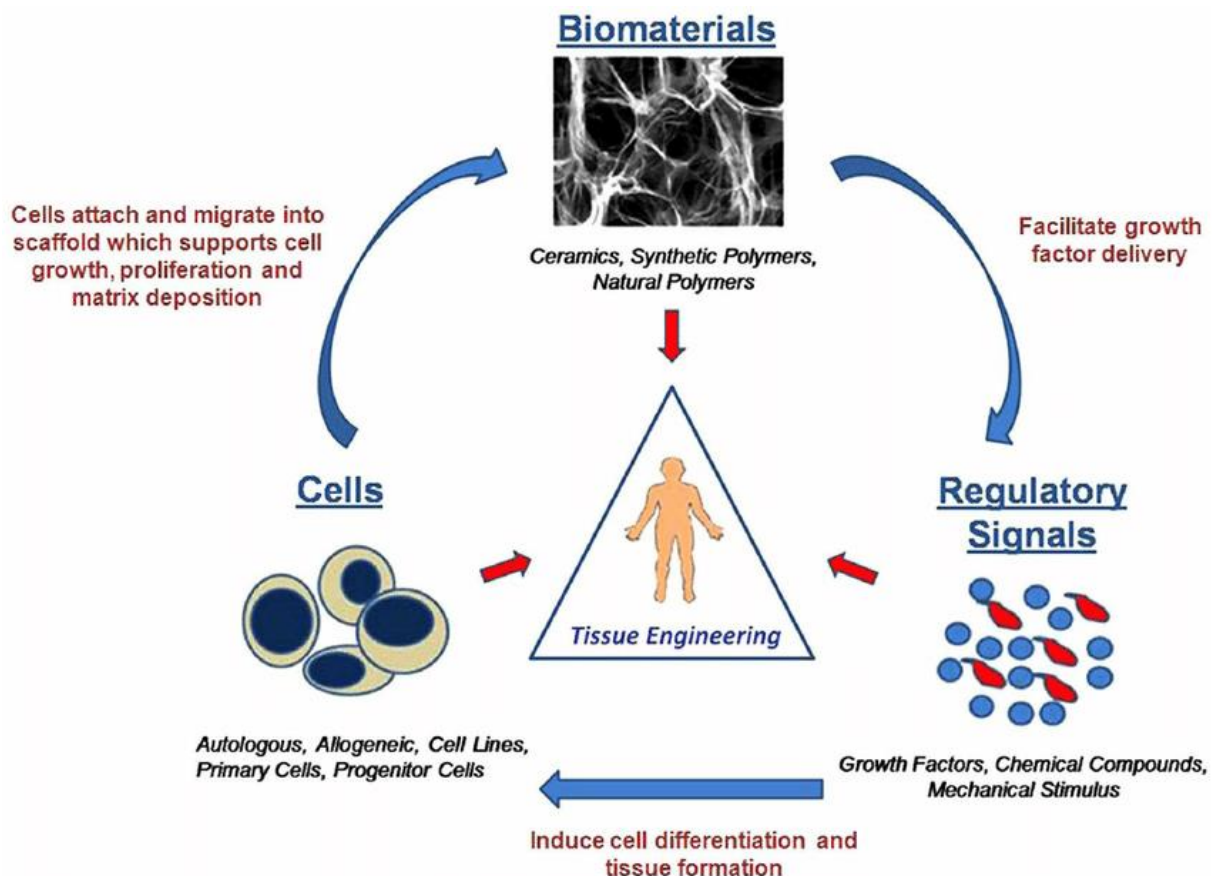 Biomaterials
Ceramics, Synthetic Polymers,
Natural Polymers
Cells attach and migrate into
scaffold which supports cell
growth, proliferation and
matrix deposition
Facilitate growth
factor delivery
Cells
Autologous, Allogeneic, Cell Lines,
Primary Cells, Progenitor Cells
Tissue Engineering
Regulatory
Signals
Growth Factors, Chemical Compounds,
Mechanical Stimulus
Induce cell differentiation and
tissue formation